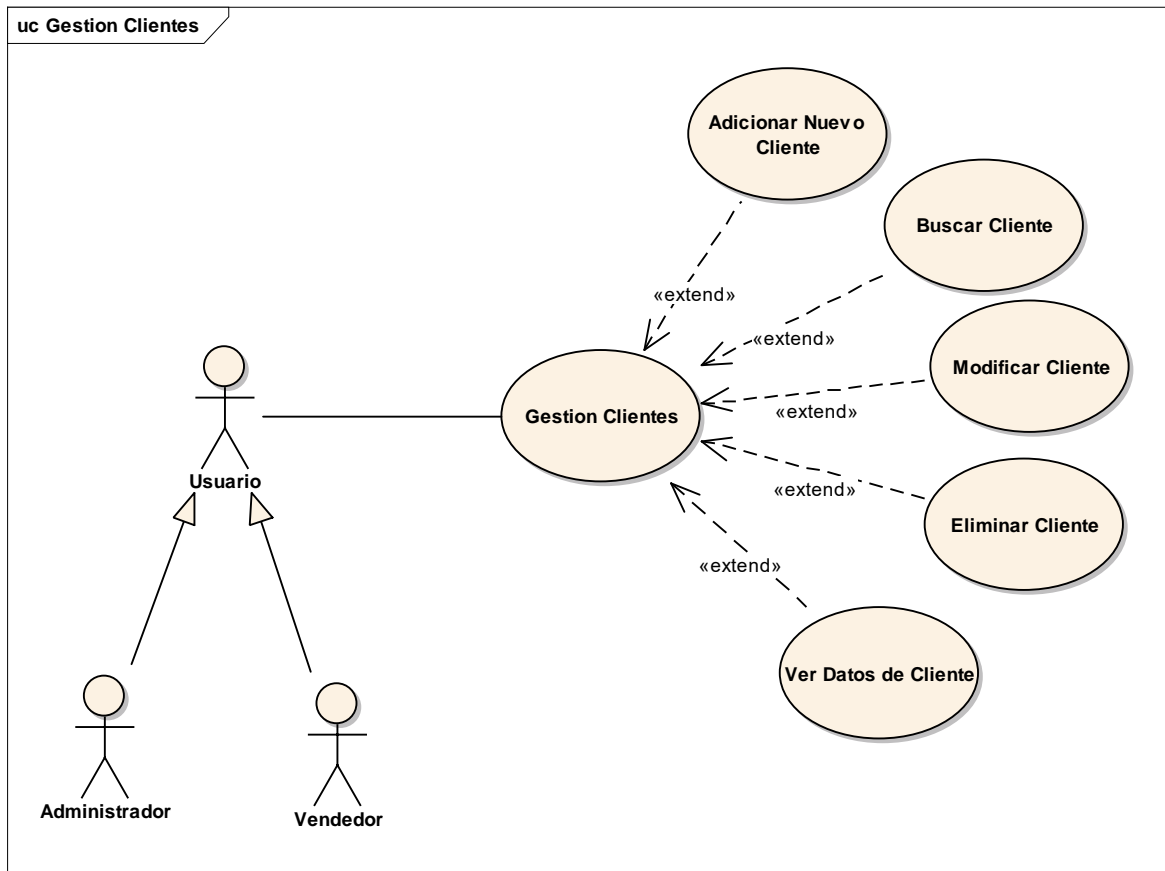 uc Gestion Clientes
Adicionar Nuevo
Cliente
Buscar Cliente
«extend»
«extend»
Modificar Cliente
Gestion Clientes
«extend»
Usuario
«extend»
Eliminar Cliente
«extend»
Ver Datos de Cliente
Administrador
Vendedor